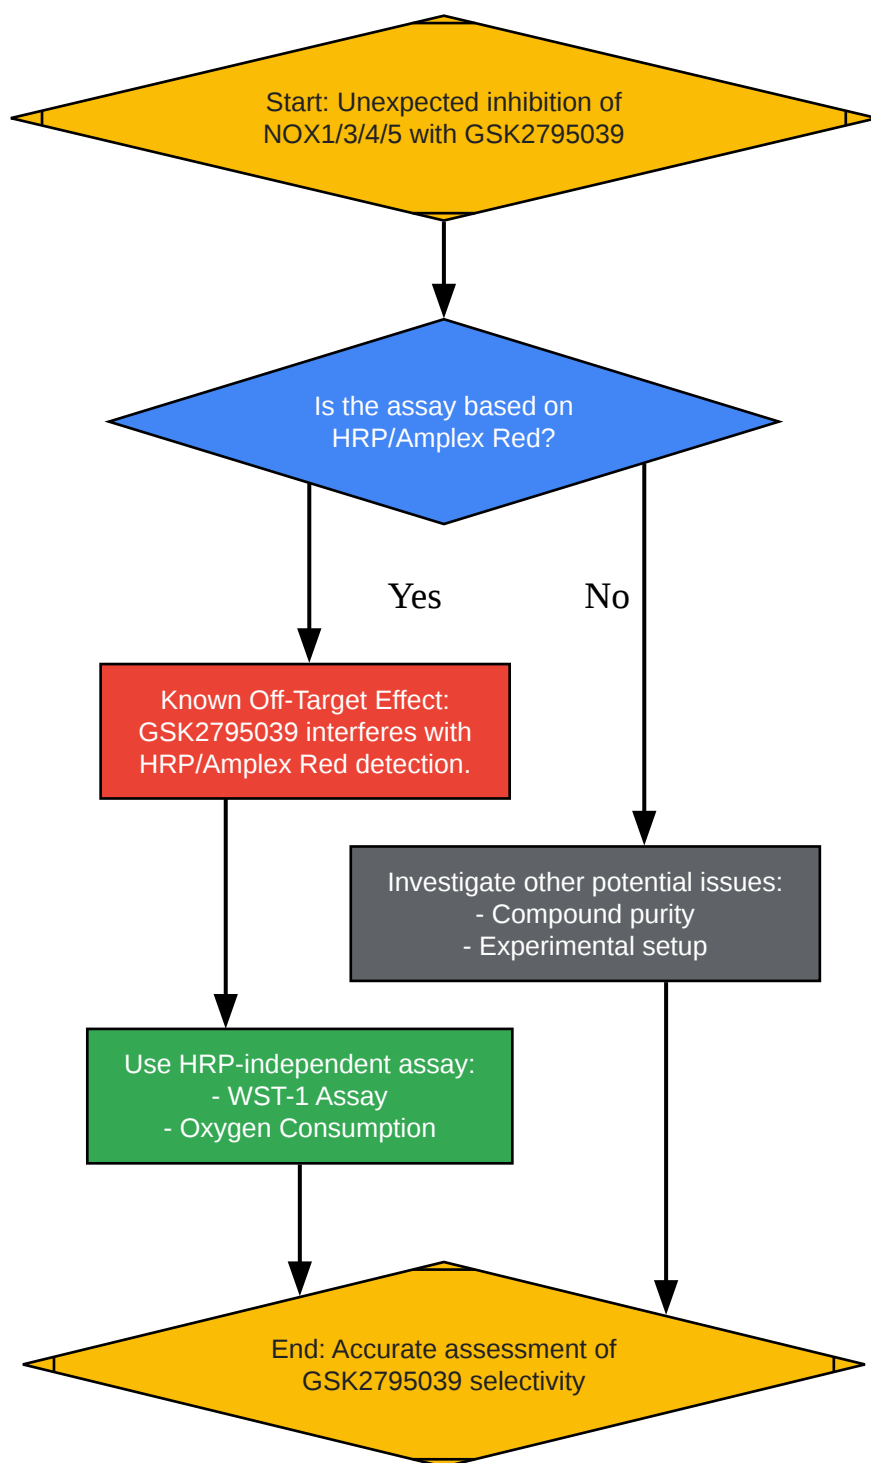 Start: Unexpected inhibition of
NOX1/3/4/5 with GSK2795039
Is the assay based on
HRP/Amplex Red?
Yes
No
Known Off-Target Effect:
GSK2795039 interferes with
HRP/Amplex Red detection.
Investigate other potential issues:
- Compound purity
- Experimental setup
Use HRP-independent assay:
- WST-1 Assay
- Oxygen Consumption
End: Accurate assessment of
GSK2795039 selectivity